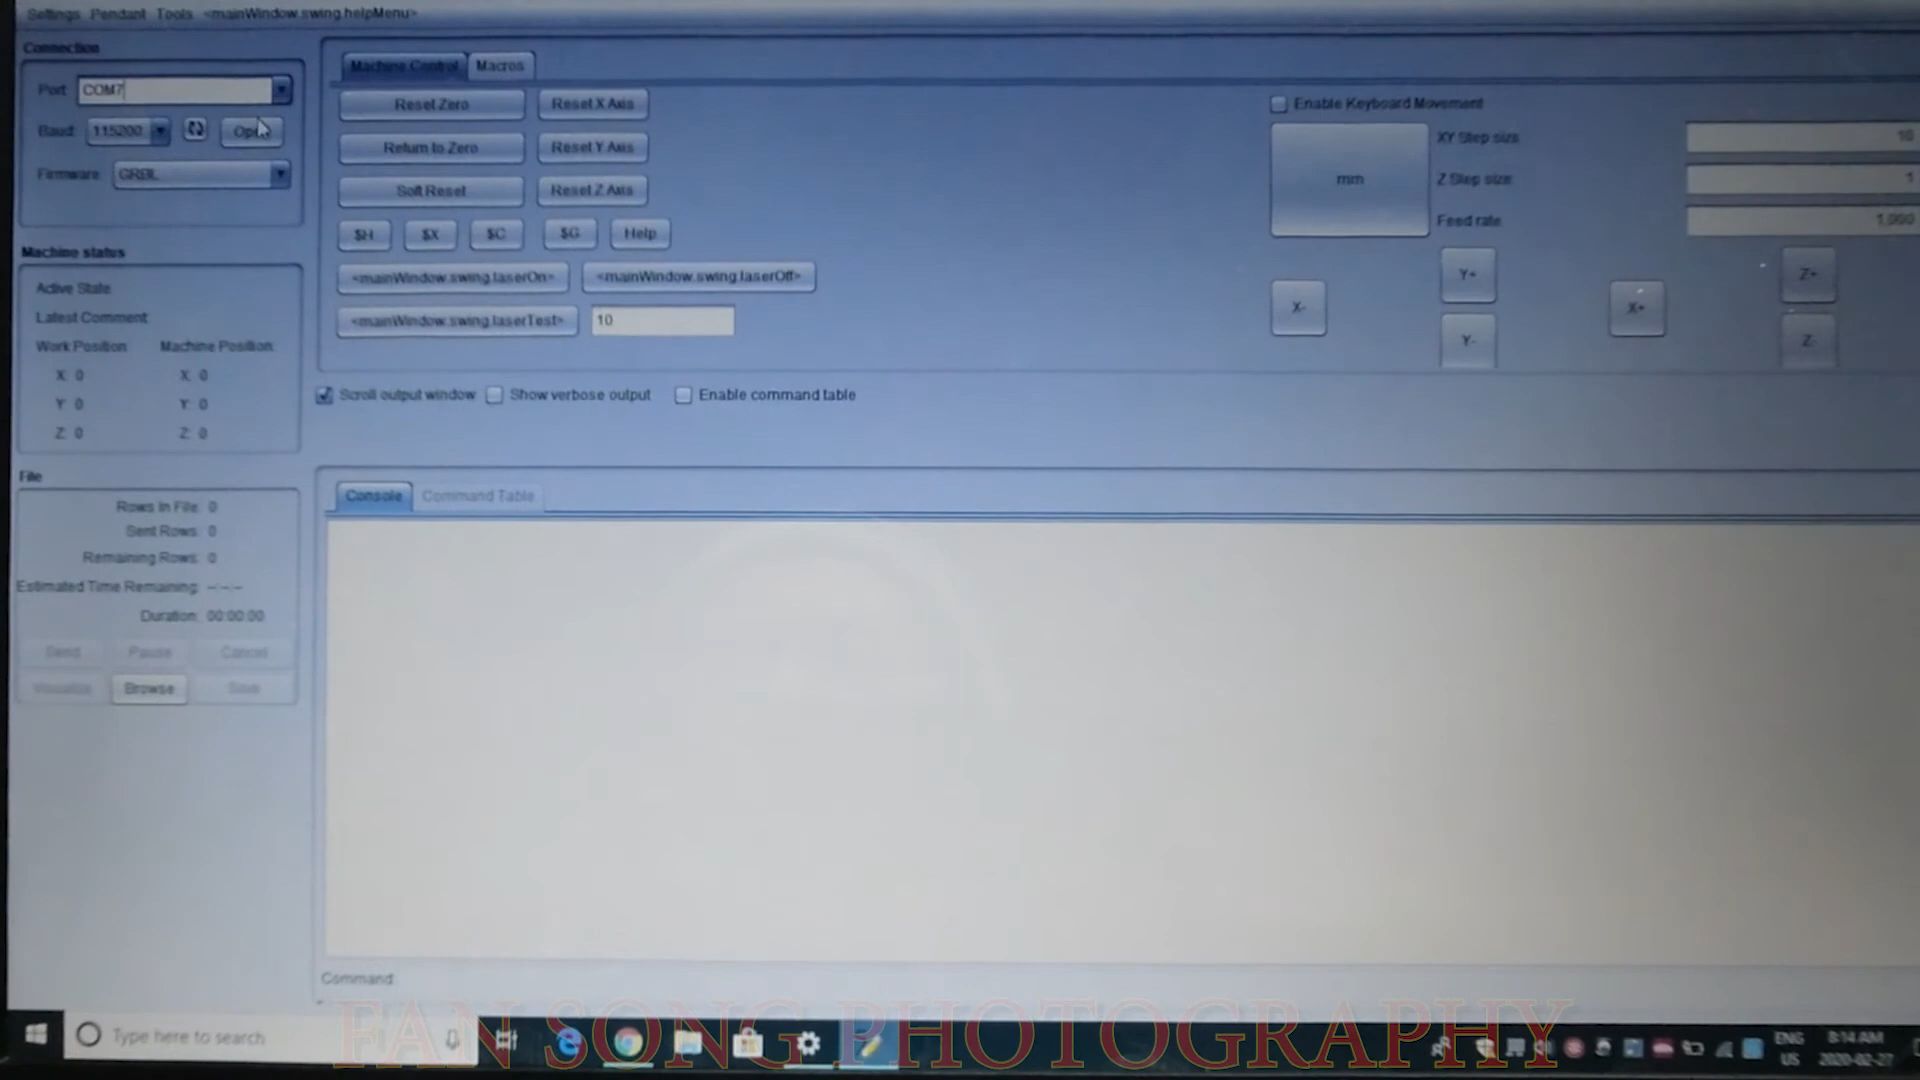 Settings Pendant Tools <mainWindow.swing.helpMenu>
Connection
Port: COM7
Baud: 115200
Firmware: GRBL
Machine Control Macros
Reset Zero Reset X Axis
Return to Zero Reset Y Axis
Soft Reset Reset Z Axis
$H $X $C $G Help
<mainWindow.swing.laserOn> <mainWindow.swing.laserOff>
<mainWindow.swing.laserTest> 10
Enable Keyboard Movement
mm
XY Step size: 10
Z Step size: 1
Feed rate 1,000
X- Y+ Y- X+ Z+ Z-
Machine status
Active State:
Latest Comment:
Work Position: Machine Position:
X: 0 X: 0
Y: 0 Y: 0
Z: 0 Z: 0
Scroll output window Show verbose output Enable command table
File
Rows In File: 0
Sent Rows: 0
Remaining Rows: 0
Estimated Time Remaining: --:--:--
Duration: 00:00:00
Send Pause Cancel
Visualize Browse Save
Console Command Table
Command:
FAN SONG PHOTOGRAPHY
Type here to search
ENG
US
8:14 AM
2020-02-27